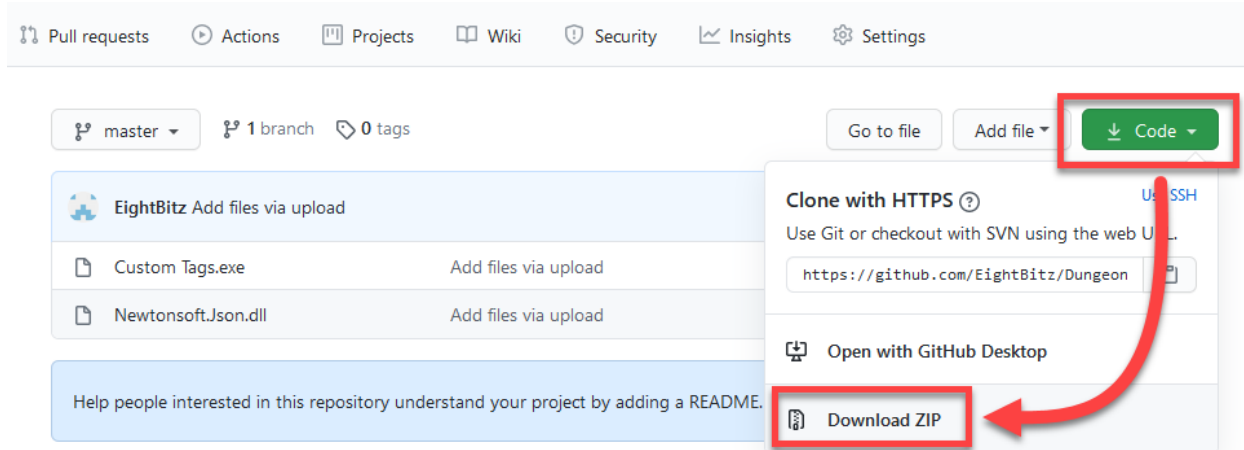 Pull requests Actions Projects Wiki Security Insights Settings
master 1 branch 0 tags Go to file Add file Code
EightBitz Add files via upload
Custom Tags.exe Add files via upload
Newtonsoft.Json.dll Add files via upload
Help people interested in this repository understand your project by adding a README.
Clone with HTTPS ? SSH
Use Git or checkout with SVN using the web
https://github.com/EightBitz/Dungeon
Open with GitHub Desktop
Download ZIP